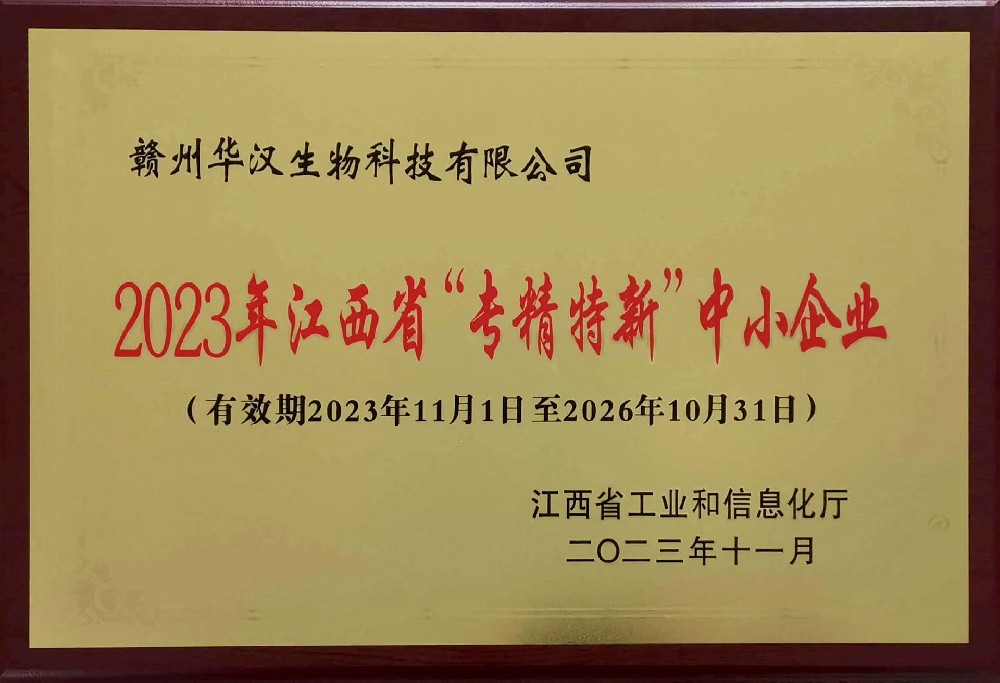 赣州华汉生物科技有限公司
2023年江西省“专精特新”中小企业
（有效期2023年11月1日至2026年10月31日）
江西省工业和信息化厅
二〇二三年十一月